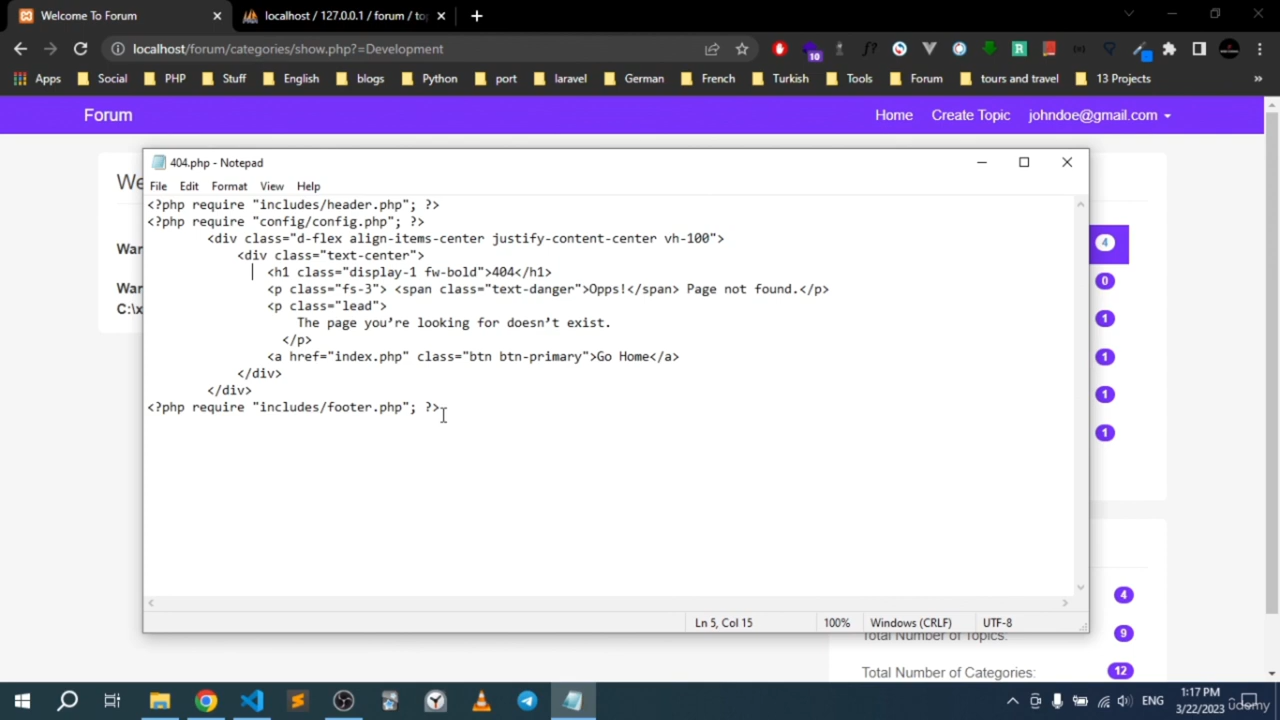 Welcome To Forum
localhost / 127.0.0.1 / forum / to
localhost/forum/categories/show.php?=Development
10
Apps
Social
PHP
Stuff
English
blogs
Python
port
laravel
German
French
Turkish
Tools
Forum
tours and travel
13 Projects
»
Forum
Home
Create Topic
johndoe@gmail.com
404.php - Notepad
File
Edit
Format
View
Help
<?php require "includes/header.php"; ?>
<?php require "config/config.php"; ?>
<div class="d-flex align-items-center justify-content-center vh-100">
<div class="text-center">
<h1 class="display-1 fw-bold">404</h1>
<p class="fs-3"> <span class="text-danger">Opps!</span> Page not found.</p>
<p class="lead">
The page you’re looking for doesn’t exist.
</p>
<a href="index.php" class="btn btn-primary">Go Home</a>
</div>
</div>
<?php require "includes/footer.php"; ?>
We
War
War
C:\x
4
0
1
1
1
1
Ln 5, Col 15
100%
Windows (CRLF)
UTF-8
4
Total Number of Topics:
9
Total Number of Categories:
12
ENG
1:17 PM
3/22/2023
udemy